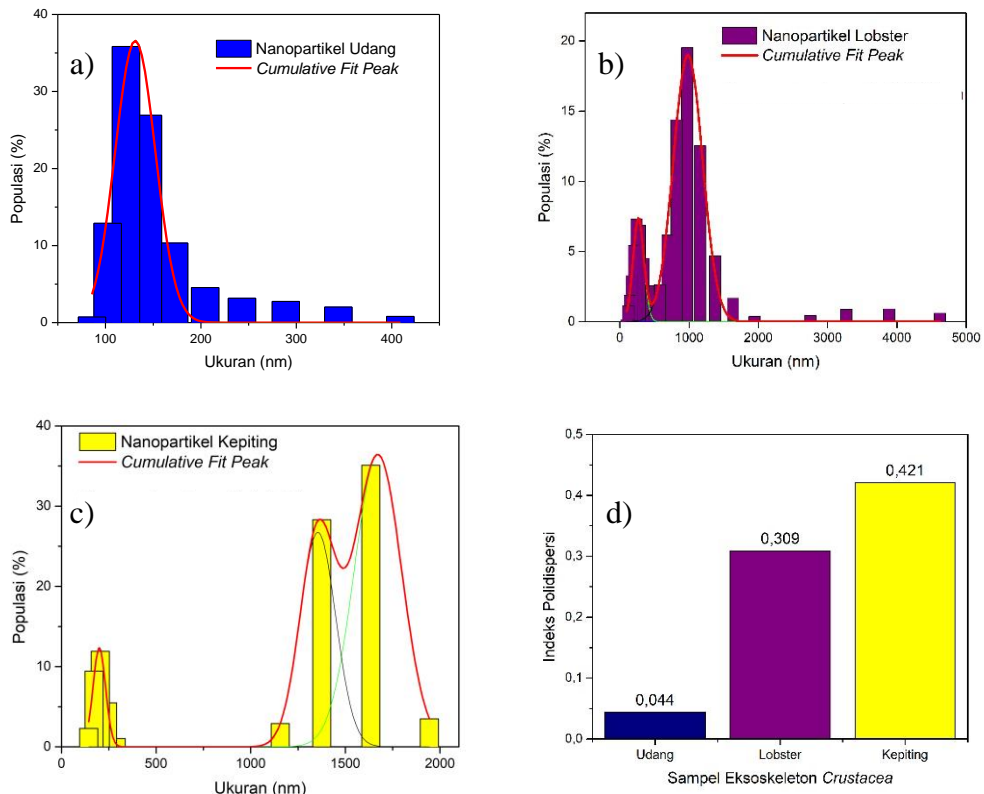 a)
Nanopartikel Udang
Cumulative Fit Peak
Populasi (%)
40
30
20
10
0
100
200
300
400
Ukuran (nm)
b)
Nanopartikel Lobster
Cumulative Fit Peak
Populasi (%)
20
15
10
5
0
0
1000
2000
3000
4000
5000
Ukuran (nm)
c)
Nanopartikel Kepiting
Cumulative Fit Peak
Populasi (%)
40
30
20
10
0
0
500
1000
1500
2000
Ukuran (nm)
d)
Indeks Polidispersi
0,5
0,4
0,3
0,2
0,1
0,0
0,044
0,309
0,421
Udang
Lobster
Kepiting
Sampel Eksoskeleton Crustacea